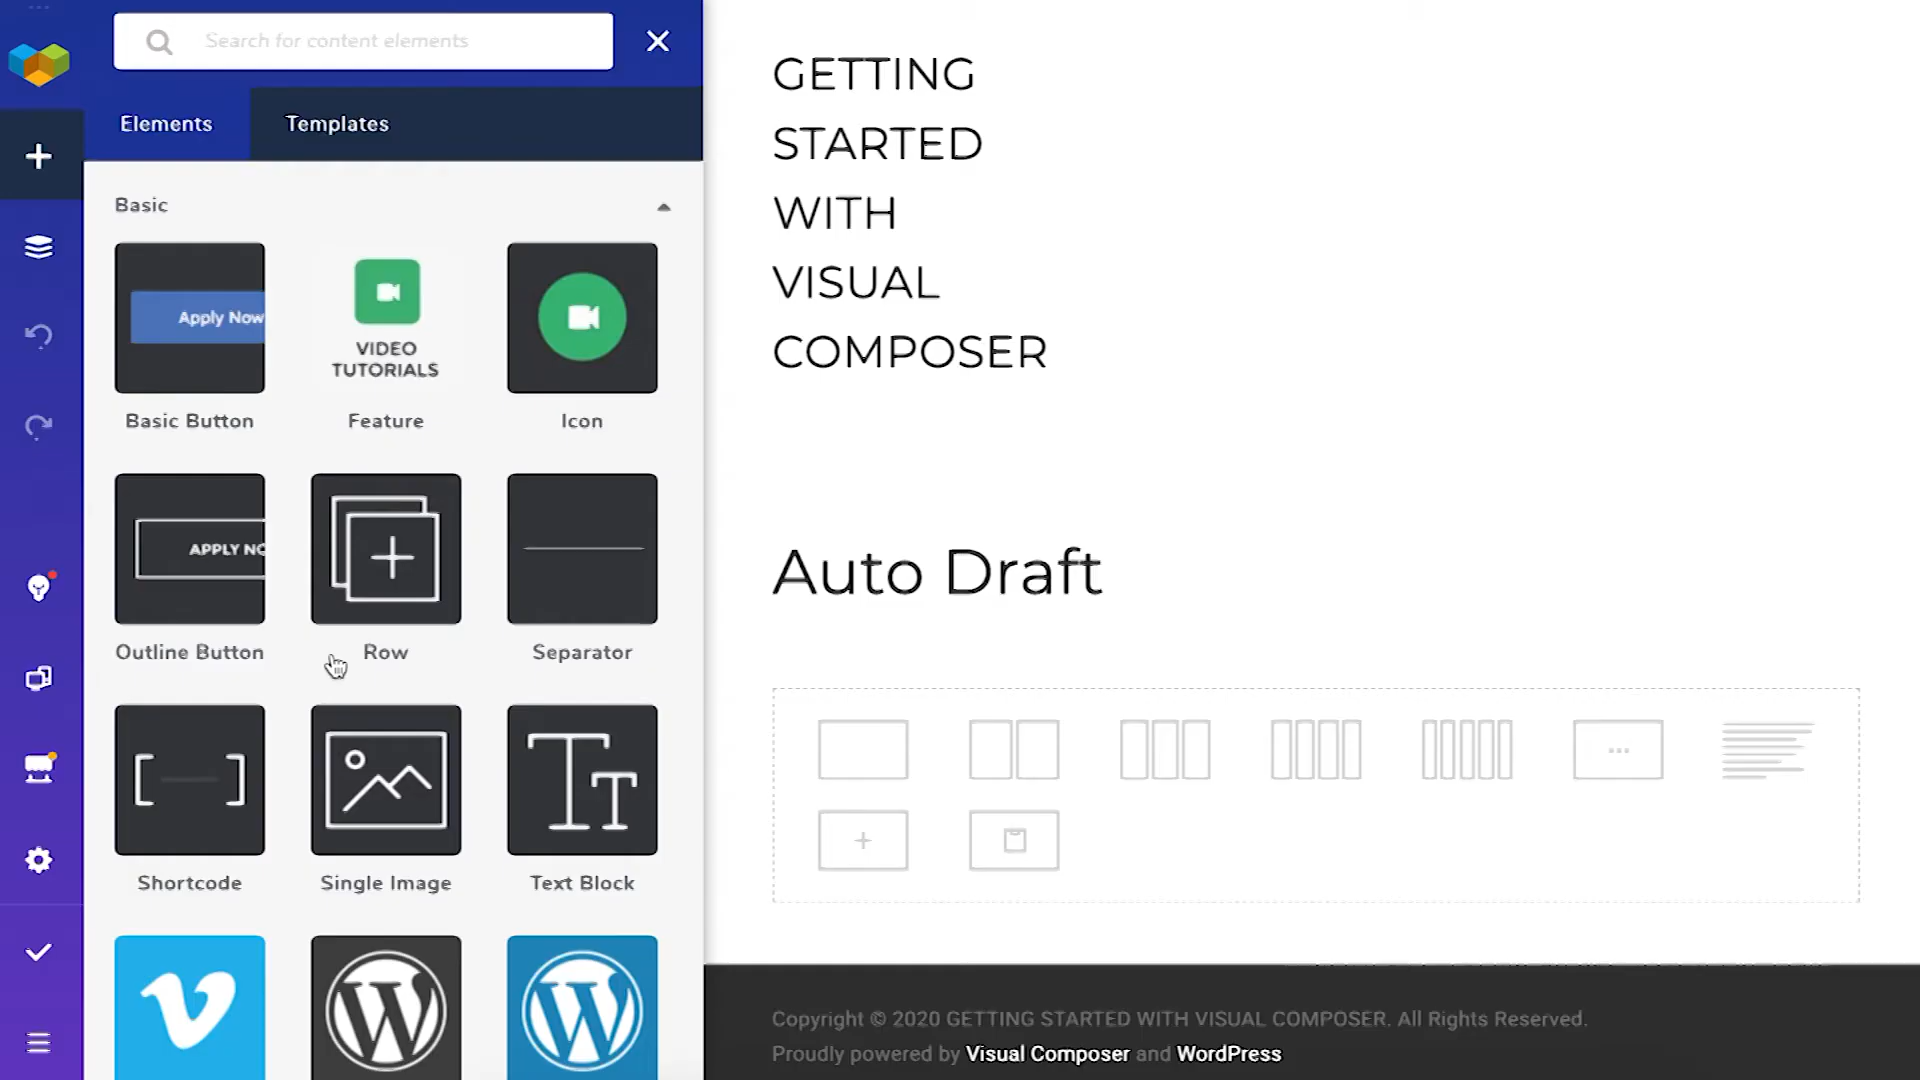 Search for content elements
Elements
Templates
Basic
Apply Now
VIDEO
TUTORIALS
Basic Button
Feature
Icon
APPLY NO
Outline Button
Row
Separator
Shortcode
Single Image
Text Block
GETTING
STARTED
WITH
VISUAL
COMPOSER
Auto Draft
Copyright © 2020 GETTING STARTED WITH VISUAL COMPOSER. All Rights Reserved.
Proudly powered by Visual Composer and WordPress